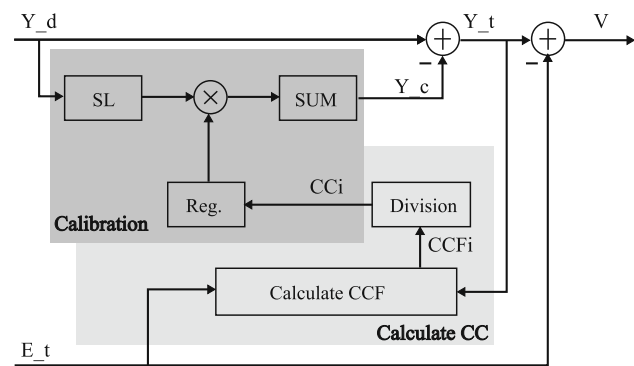 Y_d
Y_t
V
SL
SUM
Y_c
CCi
Reg.
Division
Calibration
CCFi
Calculate CCF
Calculate CC
E_t